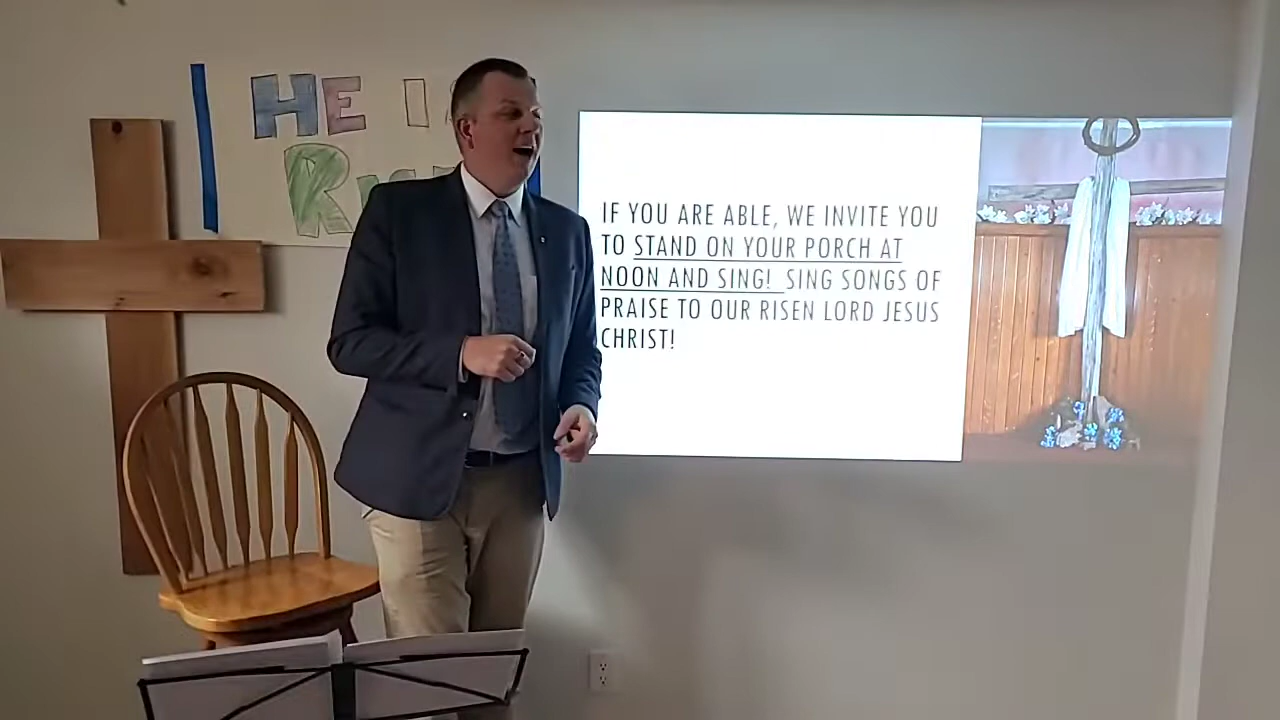 HE
IF YOU ARE ABLE, WE INVITE YOU
TO STAND ON YOUR PORCH AT
NOON AND SING! SING SONGS OF
PRAISE TO OUR RISEN LORD JESUS
CHRIST!